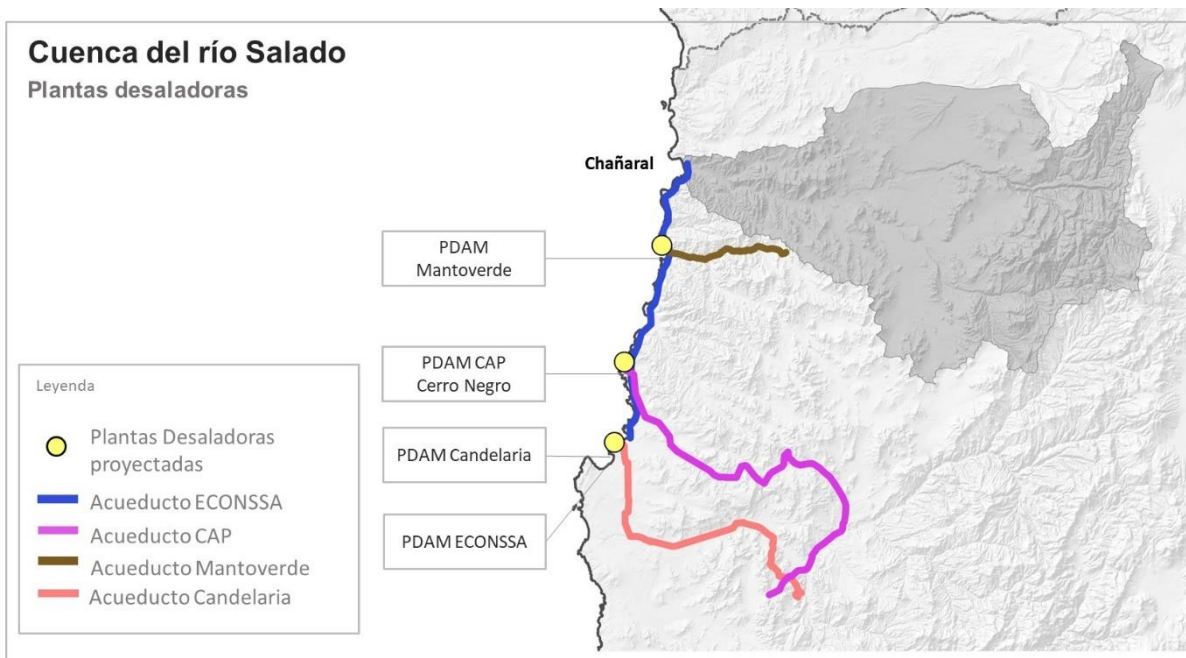 Cuenca del río Salado
Plantas desaladoras
Chañaral
PDAM
Mantoverde
PDAM CAP
Cerro Negro
PDAM Candelaria
PDAM ECONSSA
Leyenda
Plantas Desaladoras
proyectadas
Acueducto ECONSSA
Acueducto CAP
Acueducto Mantoverde
Acueducto Candelaria